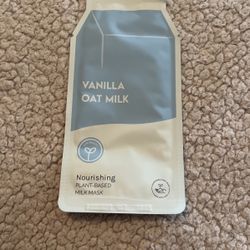 VANILLA
OAT MILK
Nourishing
PLANT-BASED
MILK MASK